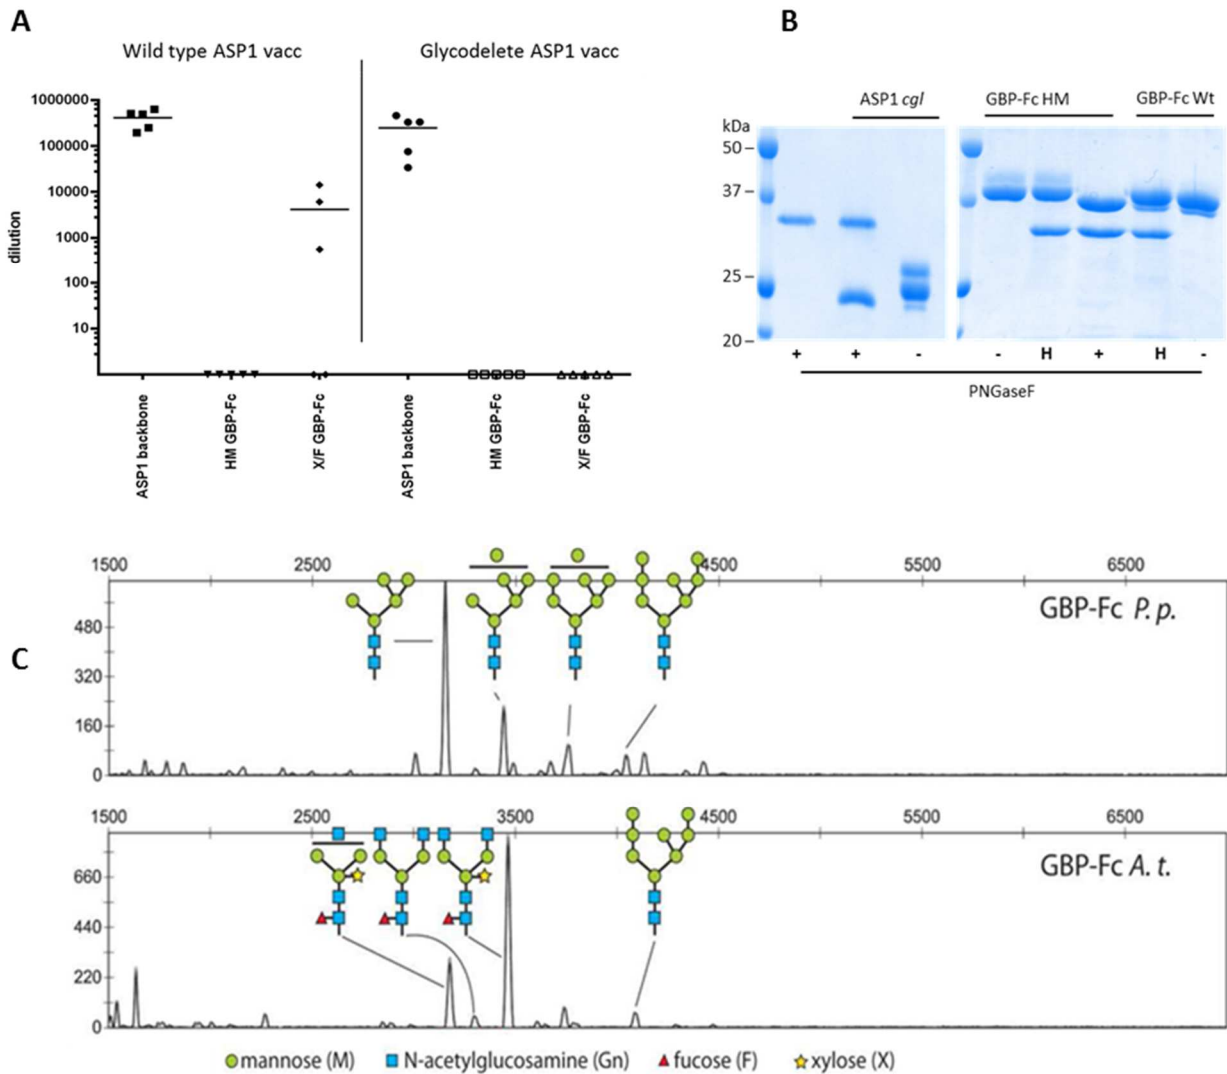 A
Wild type ASP1 vacc
Glycodelete ASP1 vacc
dilution
1000000
100000
10000
1000
100
10
ASP1 backbone
HM GBP-Fc
X/F GBP-Fc
ASP1 backbone
HM GBP-Fc
X/F GBP-Fc
B
ASP1 cgl
GBP-Fc HM
GBP-Fc Wt
kDa
50
37
25
20
+ + - - H + H -
PNGaseF
C
1500 2500 4500 5500 6500
GBP-Fc P. p.
480
320
160
0
1500 2500 3500 4500 5500 6500
GBP-Fc A. t.
660
440
220
0
mannose (M) N-acetylglucosamine (Gn) fucose (F) xylose (X)